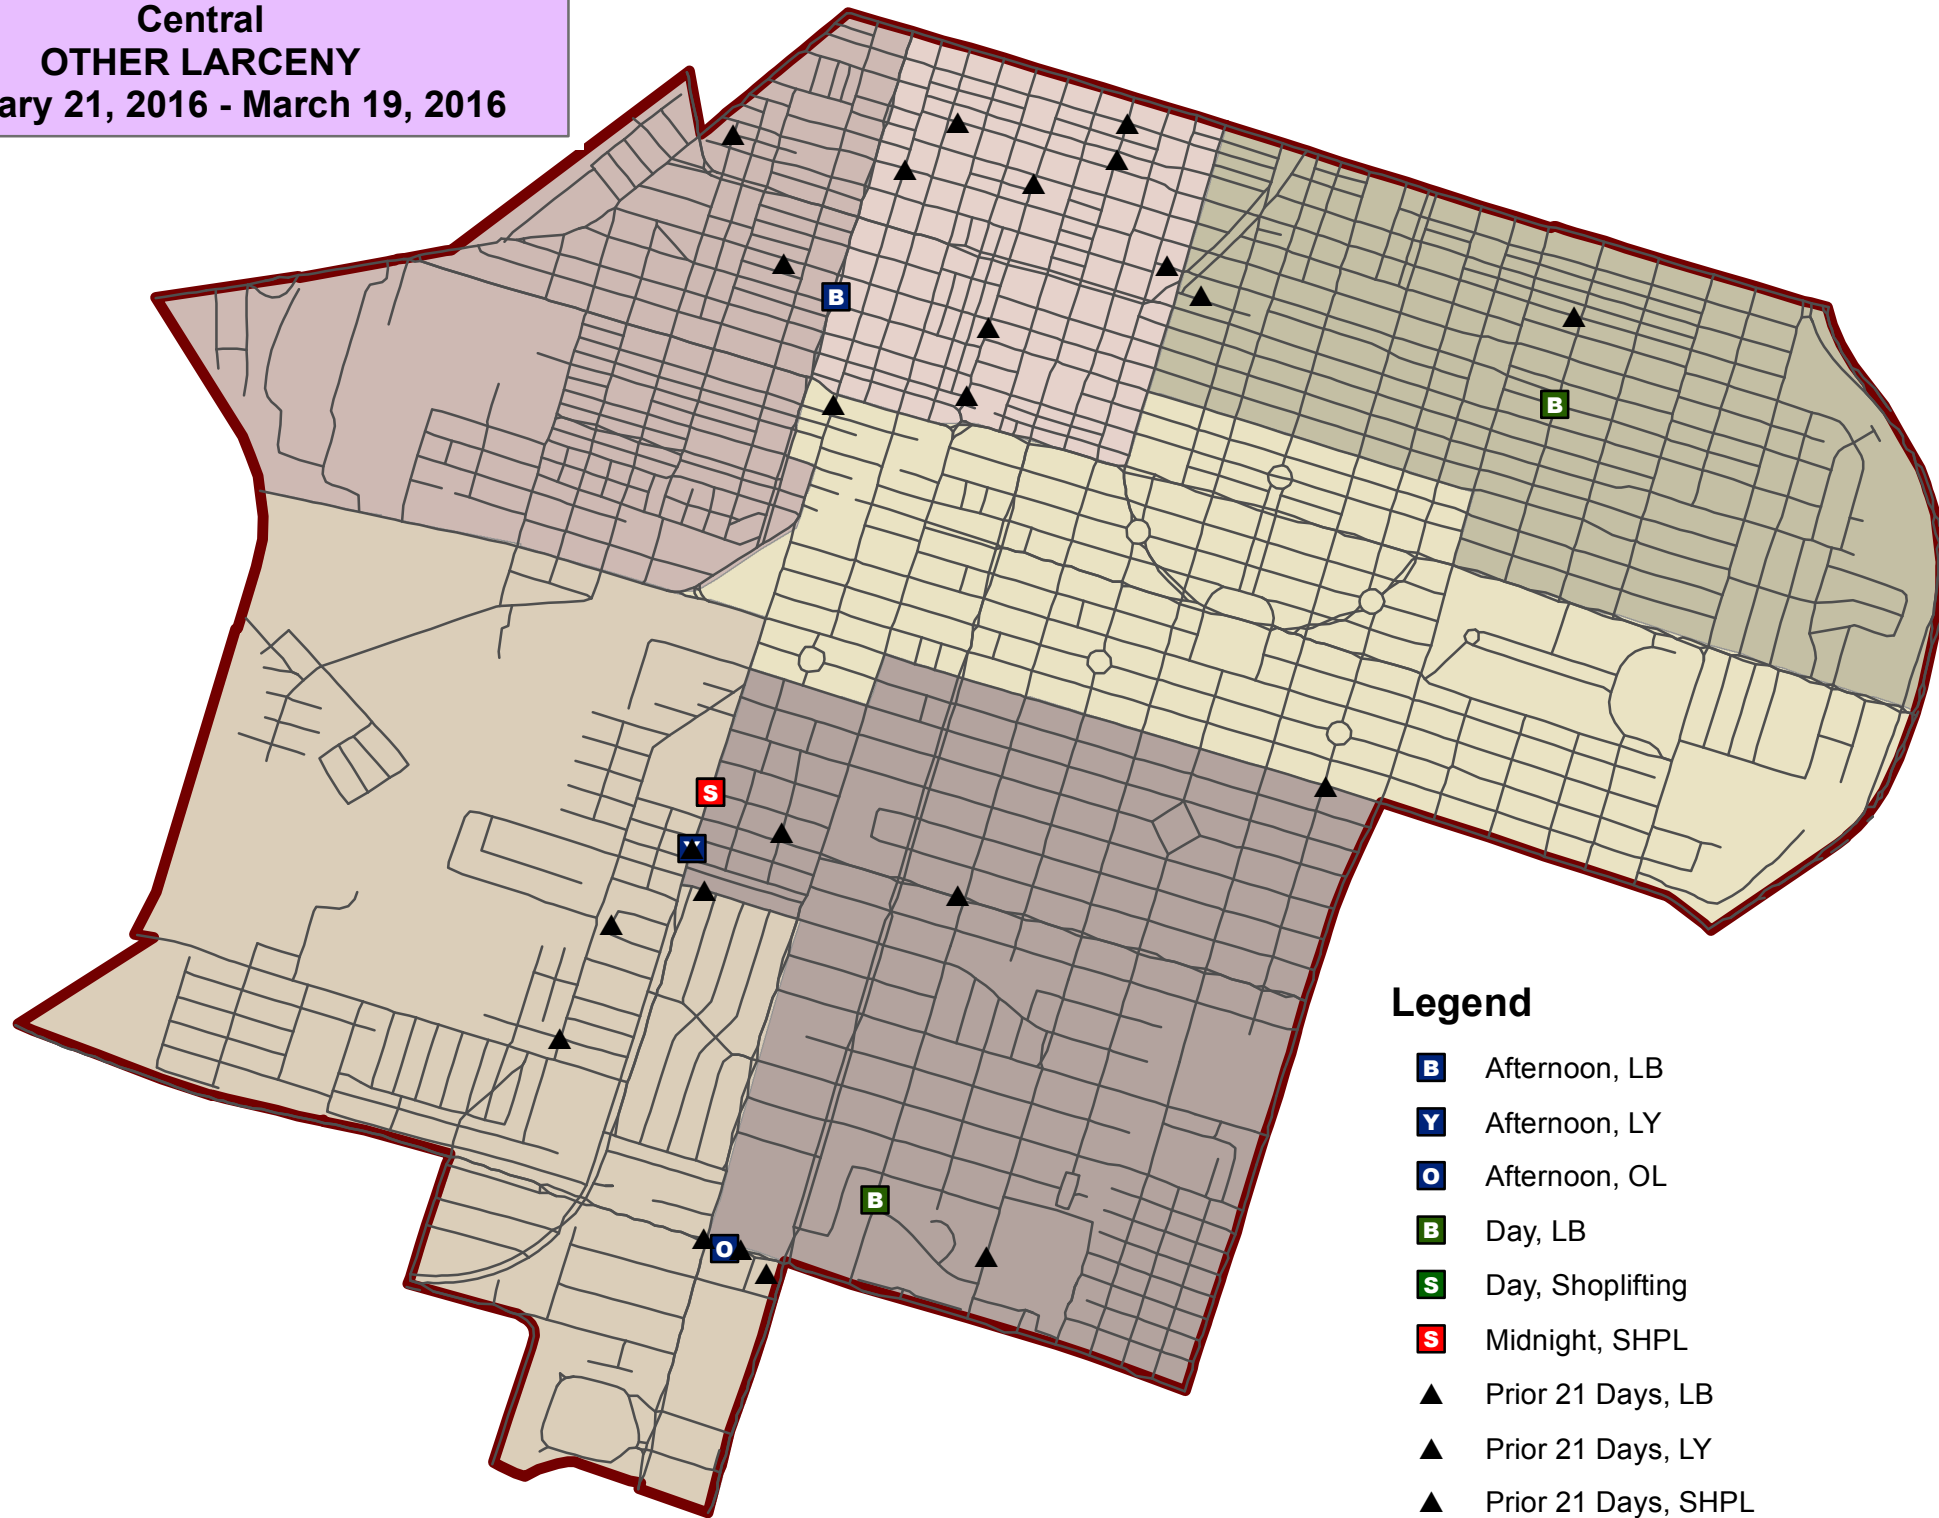 Central
OTHER LARCENY
ary 21, 2016 - March 19, 2016
B
B
S
B
O
Legend
B Afternoon, LB
Y Afternoon, LY
O Afternoon, OL
B Day, LB
S Day, Shoplifting
S Midnight, SHPL
Prior 21 Days, LB
Prior 21 Days, LY
Prior 21 Days, SHPL